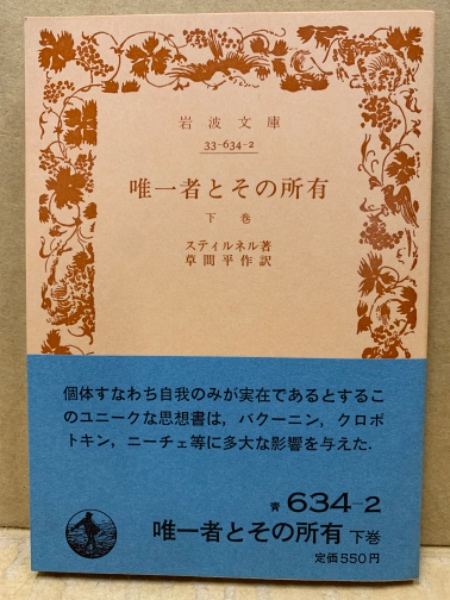 岩波文庫
33-634-2
唯一者とその所有
下巻
スティルネル著
草間平作訳
個体すなわち自我のみが実在であるとするこ
のユニークな思想書は，バクーニン，クロポ
トキン，ニーチェ等に多大な影響を与えた.
青 634-2
唯一者とその所有 下巻
定価550円